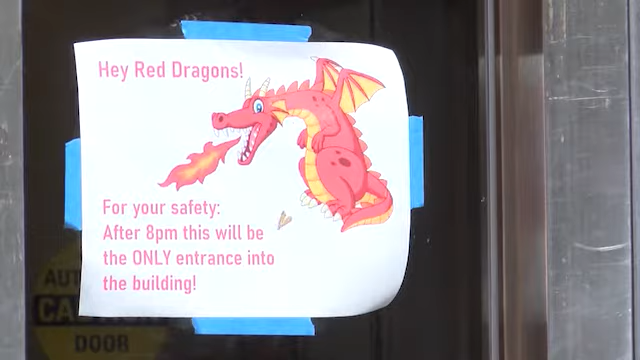 Hey Red Dragons!
For your safety:
After 8pm this will be
the ONLY entrance into
the building!
DOOR